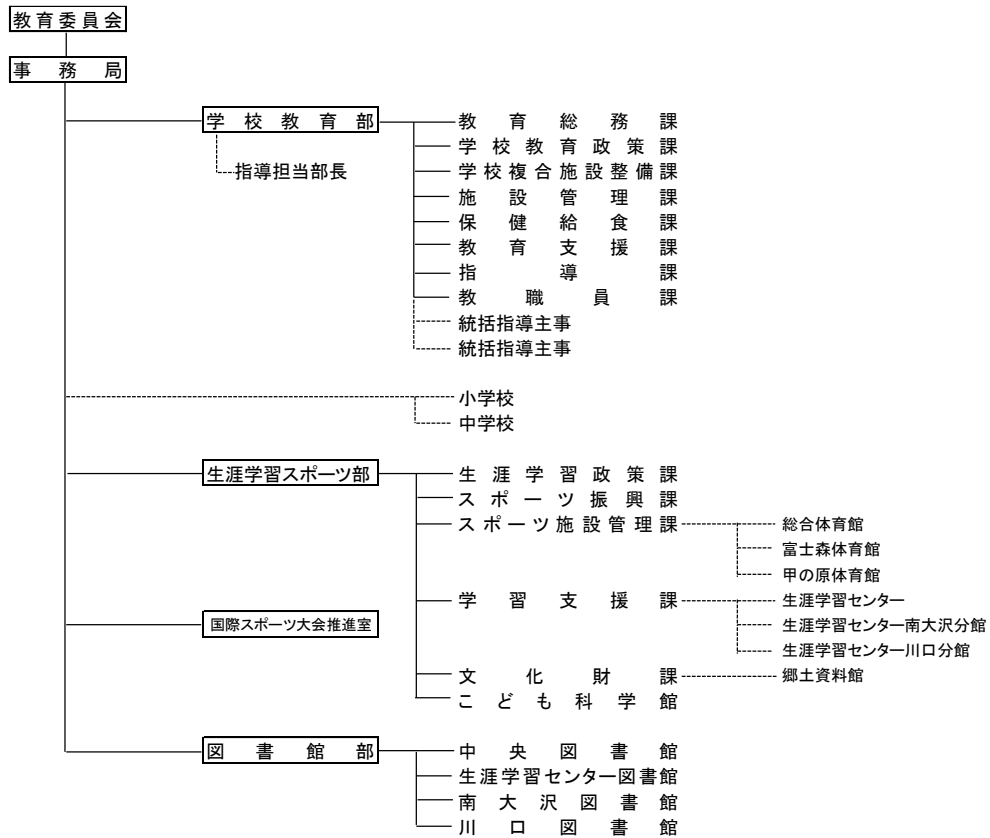 教育委員会
事務局
学校教育部
指導担当部長
教育総務課
学校教育政策課
学校複合施設整備課
施設管理課
保健給食課
教育支援課
指導課
教職員課
統括指導主事
統括指導主事
小学校
中学校
生涯学習スポーツ部
生涯学習政策課
スポーツ振興課
スポーツ施設管理課
総合体育館
富士森体育館
甲の原体育館
学習支援課
生涯学習センター
生涯学習センター南大沢分館
生涯学習センター川口分館
国際スポーツ大会推進室
文化財課
郷土資料館
こども科学館
図書館部
中央図書館
生涯学習センター図書館
南大沢図書館
川口図書館